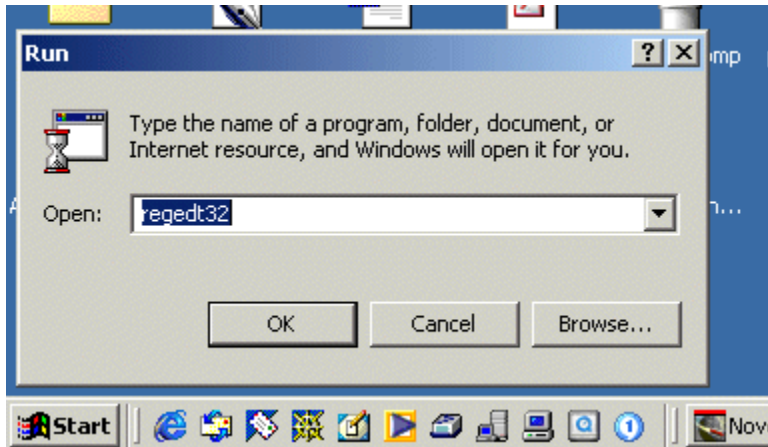 Run
Type the name of a program, folder, document, or
Internet resource, and Windows will open it for you.
Open: regedt32
OK Cancel Browse...
Start